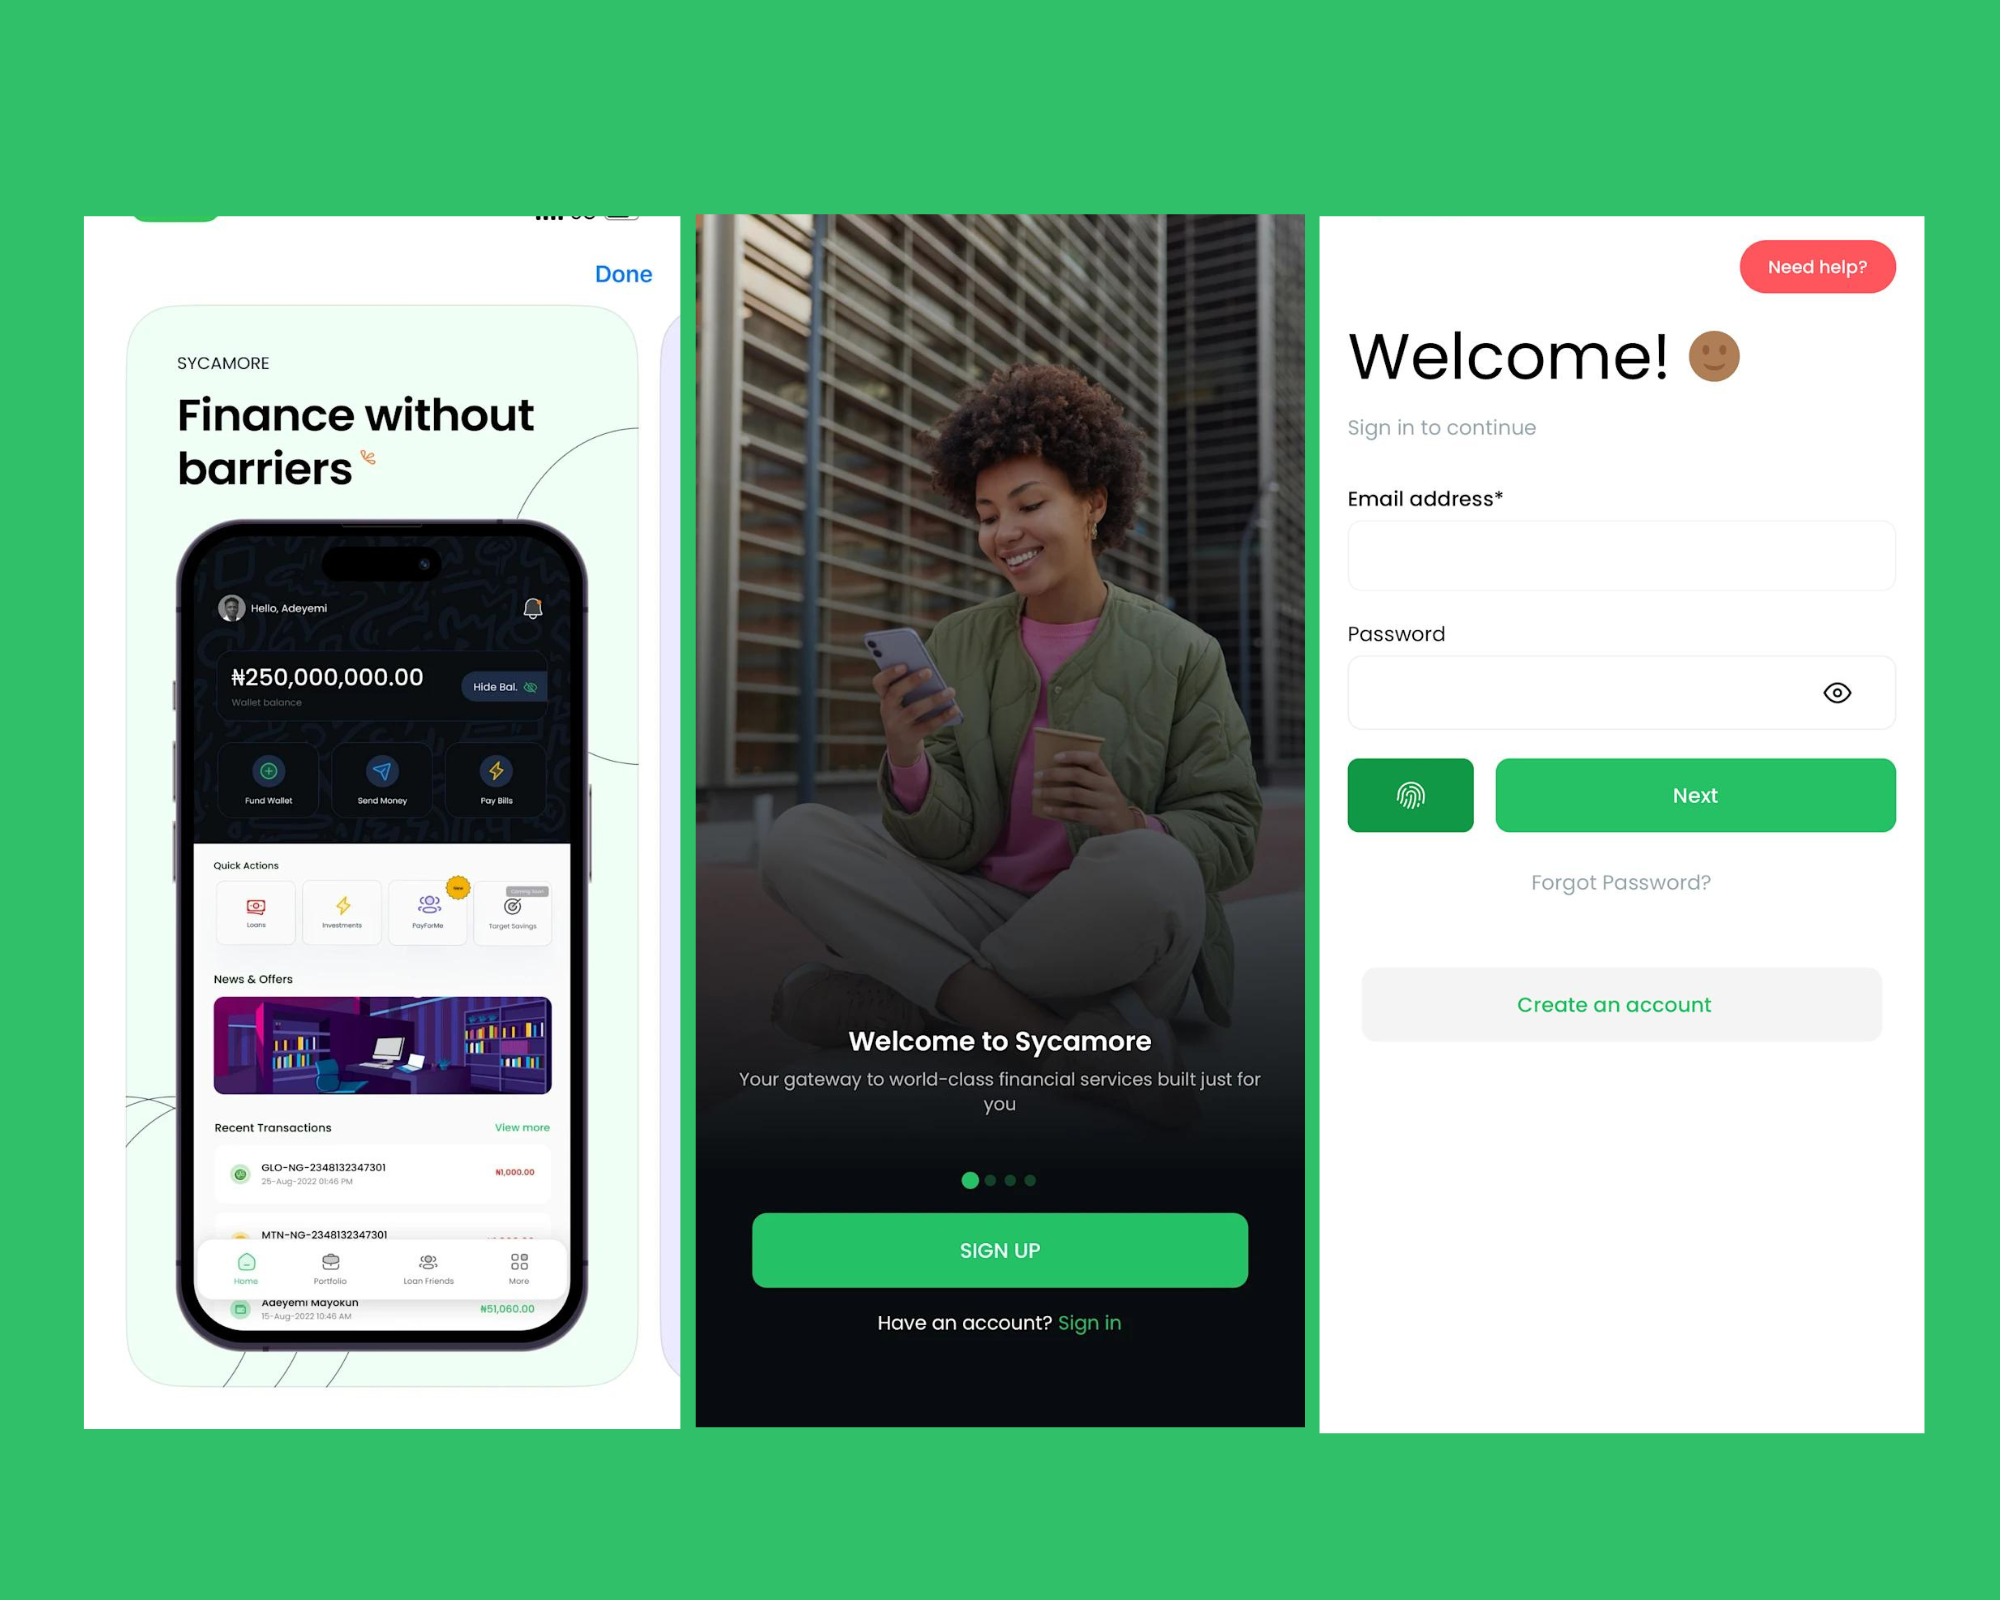 Done
SYCAMORE
Finance without
barriers
Hello, Adeyemi
₦250,000,000.00
Hide Bal.
Wallet balance
Fund Wallet
Send Money
Pay Bills
Quick Actions
New
Coming Soon
Loans
Investments
PayForMe
Target Savings
News & Offers
Recent Transactions
View more
GLO-NG-2348132347301
₦1,000.00
25-Aug-2022 01:46 PM
MTN-NG-2348132347301
Home
Portfolio
Loan Friends
More
Adeyemi Mayokun
₦51,060.00
15-Aug-2022 10:46 AM
Welcome to Sycamore
Your gateway to world-class financial services built just for
you
SIGN UP
Have an account? Sign in
Need help?
Welcome!
Sign in to continue
Email address*
Password
Next
Forgot Password?
Create an account